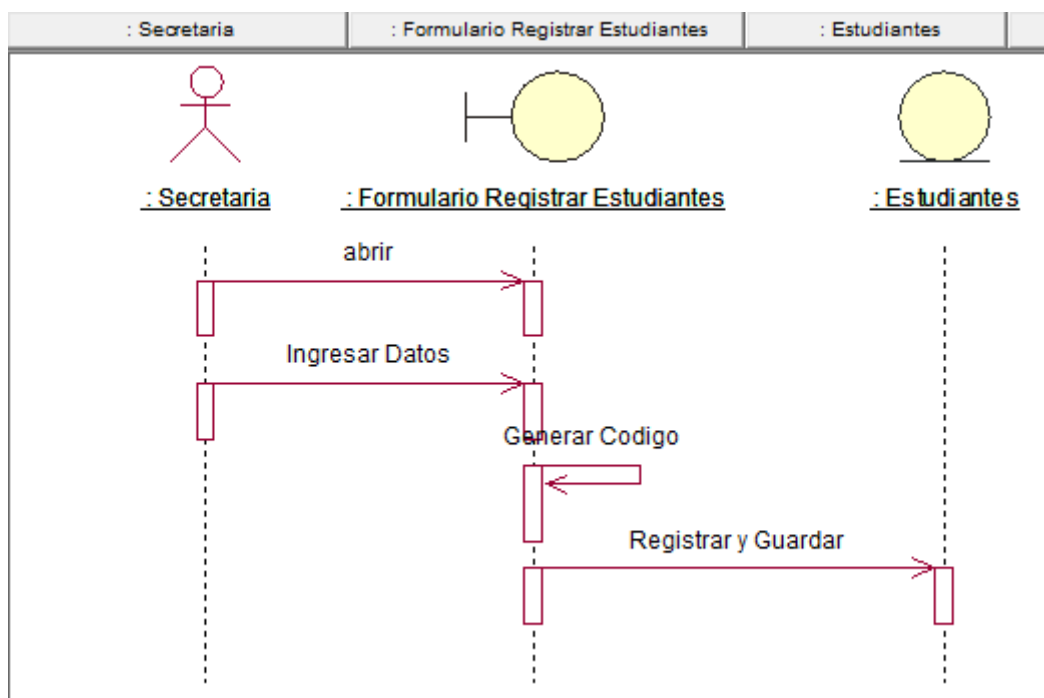 : Secretaria
: Formulario Registrar Estudiantes
: Estudiantes
: Secretaria
: Formulario Registrar Estudiantes
: Estudiantes
abrir
Ingresar Datos
Generar Codigo
Registrar y Guardar